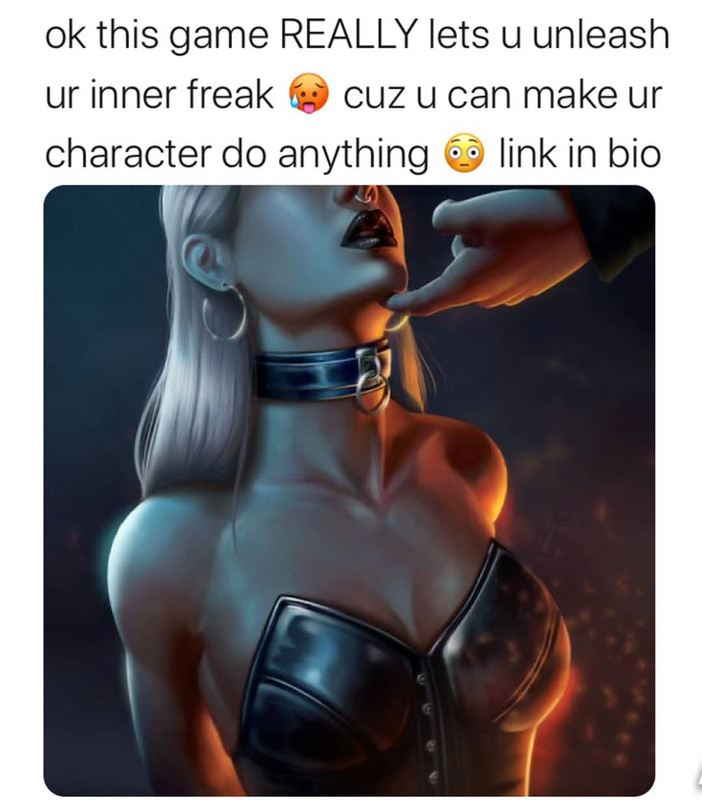 ok this game REALLY lets u unleash
ur inner freak 🥵 cuz u can make ur
character do anything 😳 link in bio